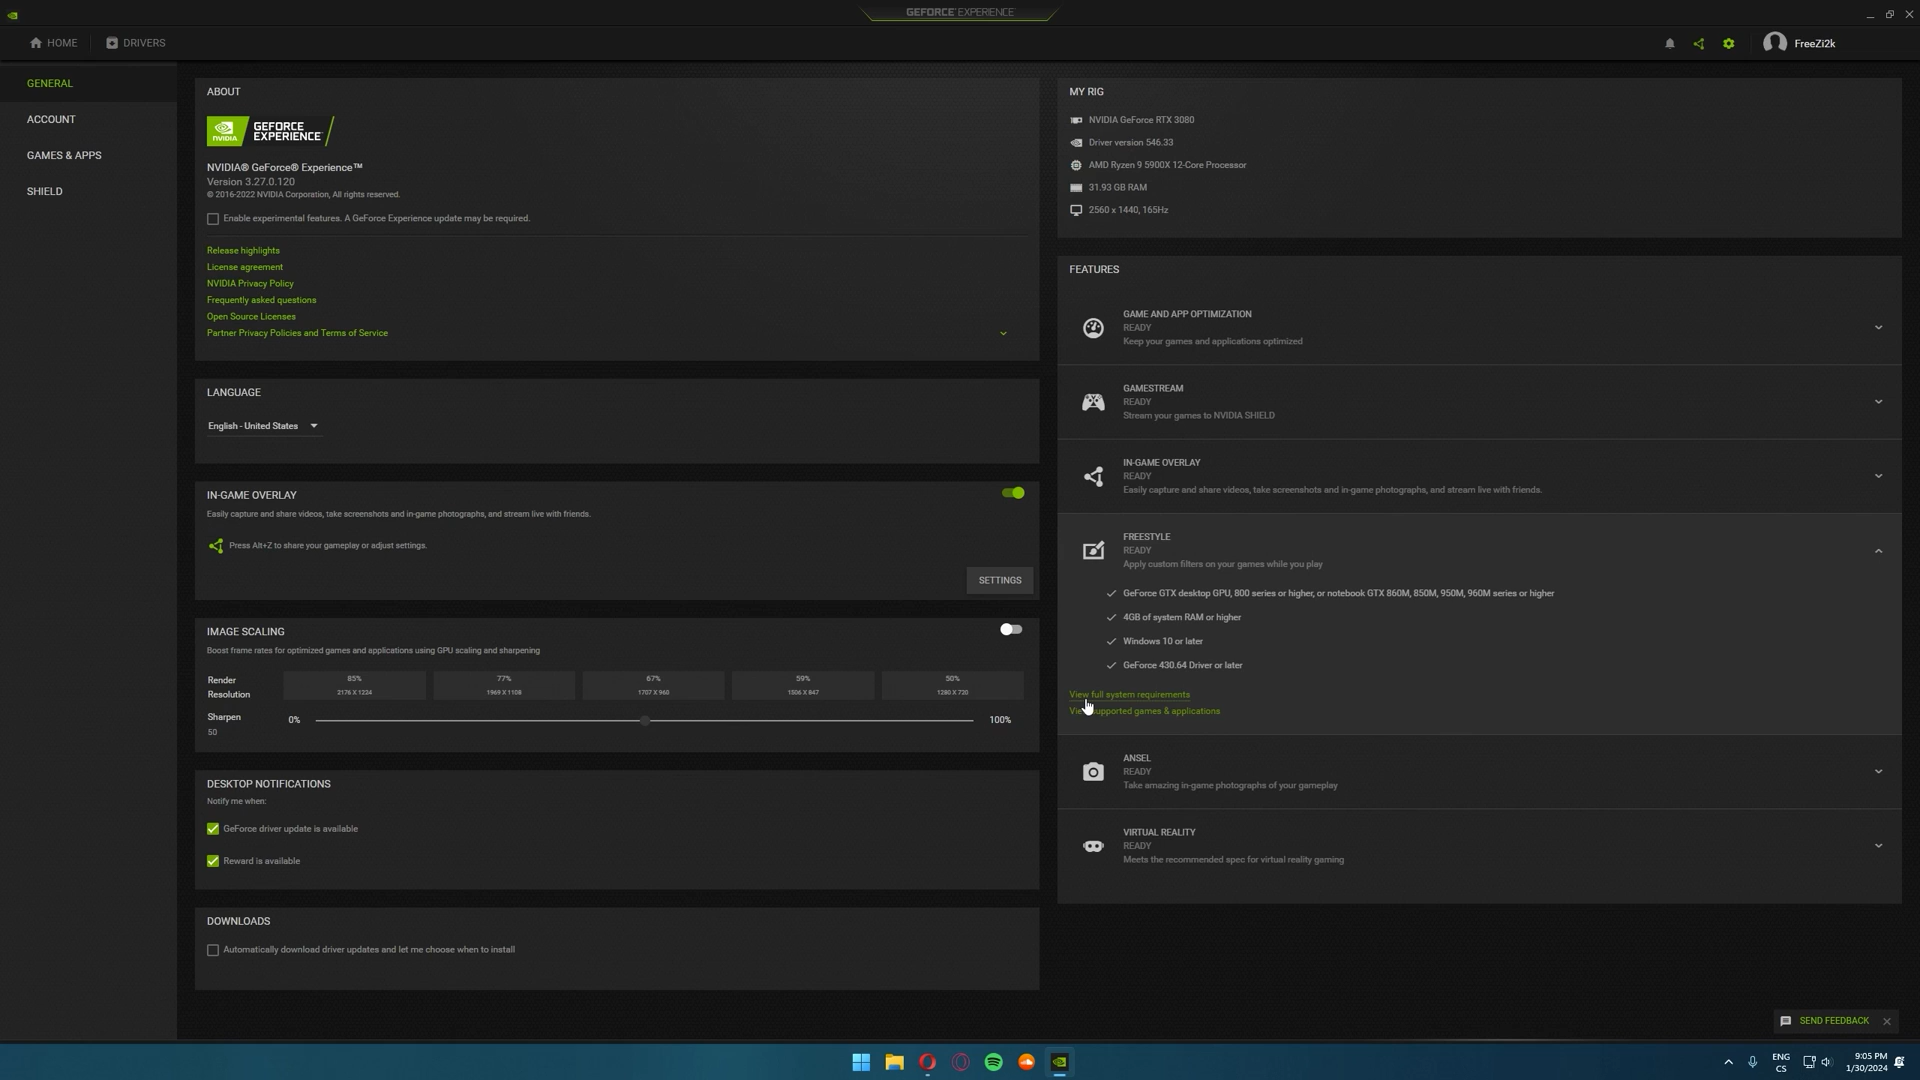 GEFORCE EXPERIENCE
HOME
DRIVERS
FreeZi2k
GENERAL
ACCOUNT
GAMES & APPS
SHIELD
ABOUT
NVIDIA
GEFORCE
EXPERIENCE
NVIDIA® GeForce® Experience™
Version 3.27.0.120
© 2016-2022 NVIDIA Corporation, All rights reserved.
Enable experimental features. A GeForce Experience update may be required.
Release highlights
License agreement
NVIDIA Privacy Policy
Frequently asked questions
Open Source Licenses
Partner Privacy Policies and Terms of Service
LANGUAGE
English - United States
IN-GAME OVERLAY
Easily capture and share videos, take screenshots and in-game photographs, and stream live with friends.
Press Alt+Z to share your gameplay or adjust settings.
SETTINGS
IMAGE SCALING
Boost frame rates for optimized games and applications using GPU scaling and sharpening
Render
Resolution
85%
2176 X 1224
77%
1969 X 1108
67%
1707 X 960
59%
1506 X 847
50%
1280 X 720
Sharpen
50
0%
100%
DESKTOP NOTIFICATIONS
Notify me when:
GeForce driver update is available
Reward is available
DOWNLOADS
Automatically download driver updates and let me choose when to install
MY RIG
NVIDIA GeForce RTX 3080
Driver version 546.33
AMD Ryzen 9 5900X 12-Core Processor
31.93 GB RAM
2560 x 1440, 165Hz
FEATURES
GAME AND APP OPTIMIZATION
READY
Keep your games and applications optimized
GAMESTREAM
READY
Stream your games to NVIDIA SHIELD
IN-GAME OVERLAY
READY
Easily capture and share videos, take screenshots and in-game photographs, and stream live with friends.
FREESTYLE
READY
Apply custom filters on your games while you play
GeForce GTX desktop GPU, 800 series or higher, or notebook GTX 860M, 850M, 950M, 960M series or higher
4GB of system RAM or higher
Windows 10 or later
GeForce 430.64 Driver or later
View full system requirements
View supported games & applications
ANSEL
READY
Take amazing in-game photographs of your gameplay
VIRTUAL REALITY
READY
Meets the recommended spec for virtual reality gaming
SEND FEEDBACK
ENG
CS
9:05 PM
1/30/2024